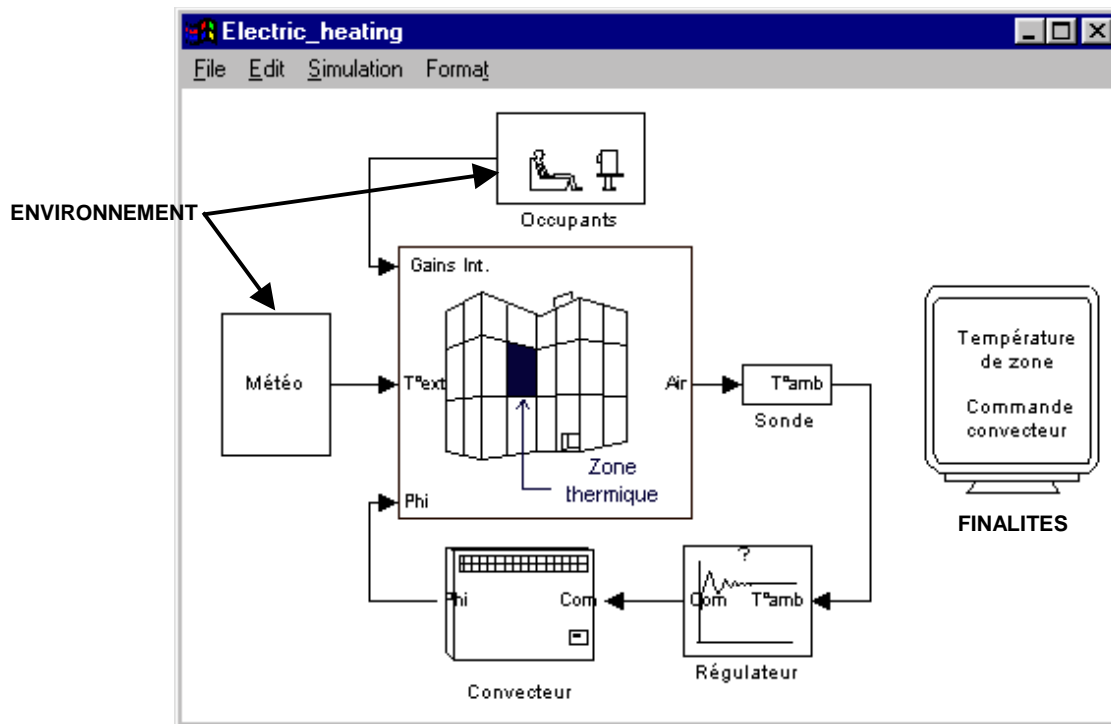 Electric_heating
File Edit Simulation Format
Occupants
ENVIRONNEMENT
Gains Int.
Météo
T°ext
Air
T°amb
Sonde
Température
de zone
Commande
convecteur
Zone
thermique
Phi
FINALITES
?
Phi
Com
Com
T°amb
Régulateur
Convecteur